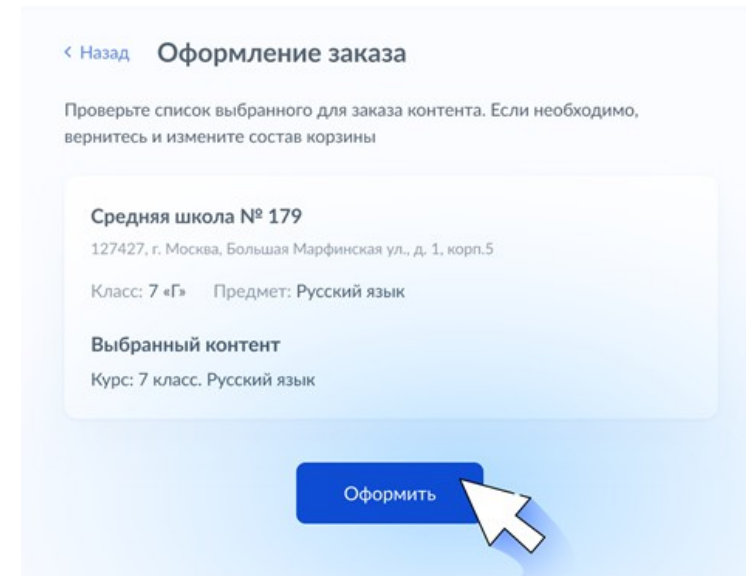 < Назад Оформление заказа
Проверьте список выбранного для заказа контента. Если необходимо,
вернитесь и измените состав корзины
Средняя школа № 179
127427, г. Москва, Большая Марфинская ул., д. 1, корп.5
Класс: 7 «Г» Предмет: Русский язык
Выбранный контент
Курс: 7 класс. Русский язык
Оформить